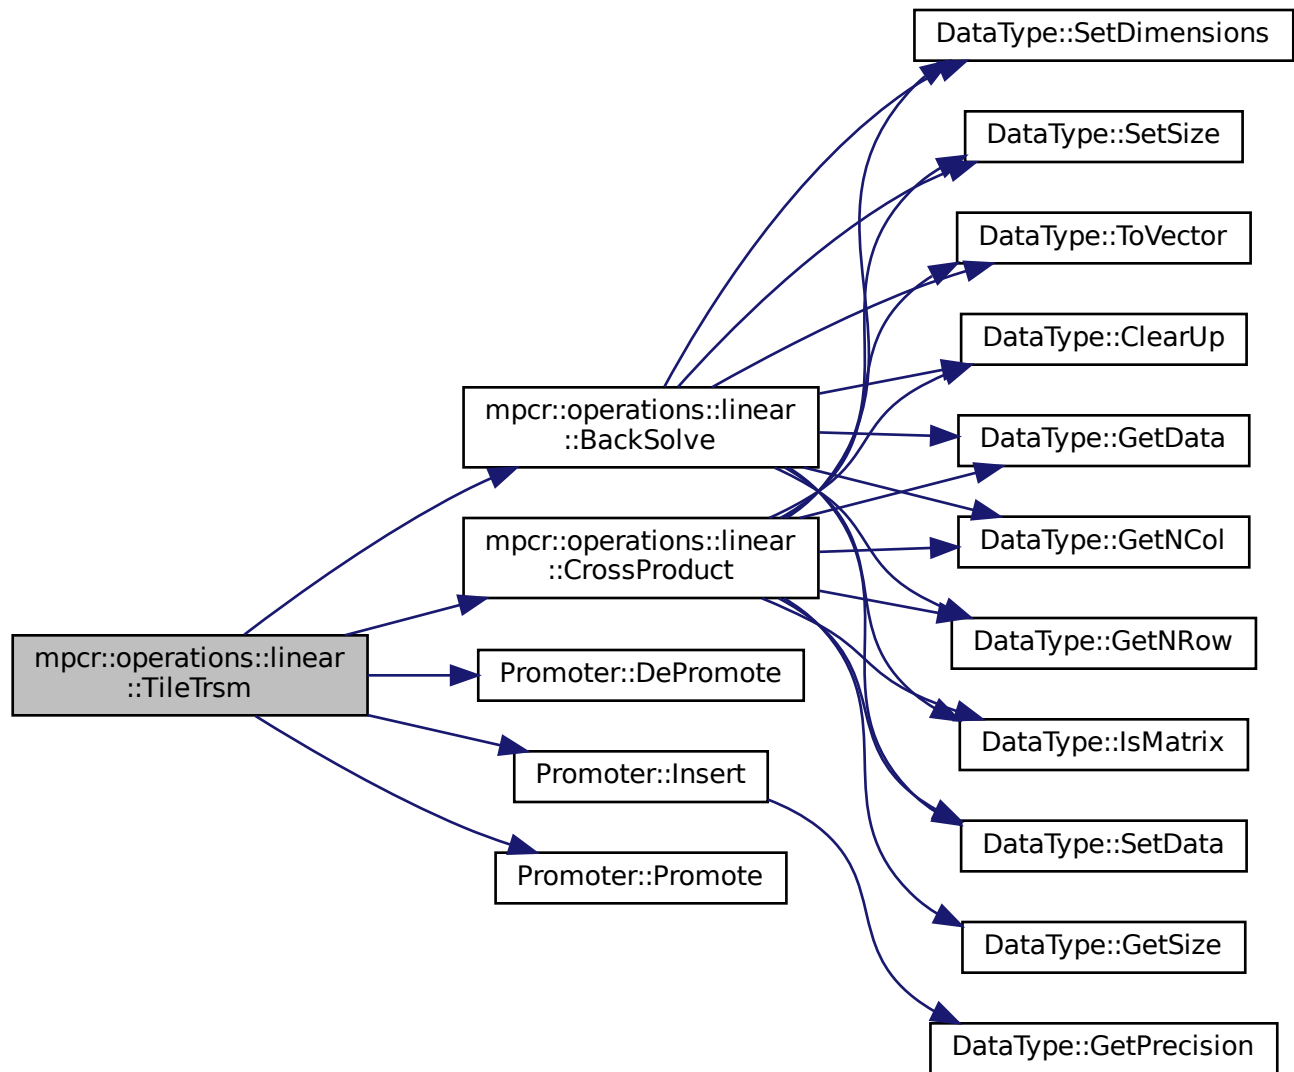 DataType::SetDimensions
DataType::SetSize
DataType::ToVector
DataType::ClearUp
mpcr::operations::linear
::BackSolve
DataType::GetData
mpcr::operations::linear
::CrossProduct
DataType::GetNCol
DataType::GetNRow
mpcr::operations::linear
::TileTrsm
Promoter::DePromote
DataType::IsMatrix
Promoter::Insert
DataType::SetData
Promoter::Promote
DataType::GetSize
DataType::GetPrecision